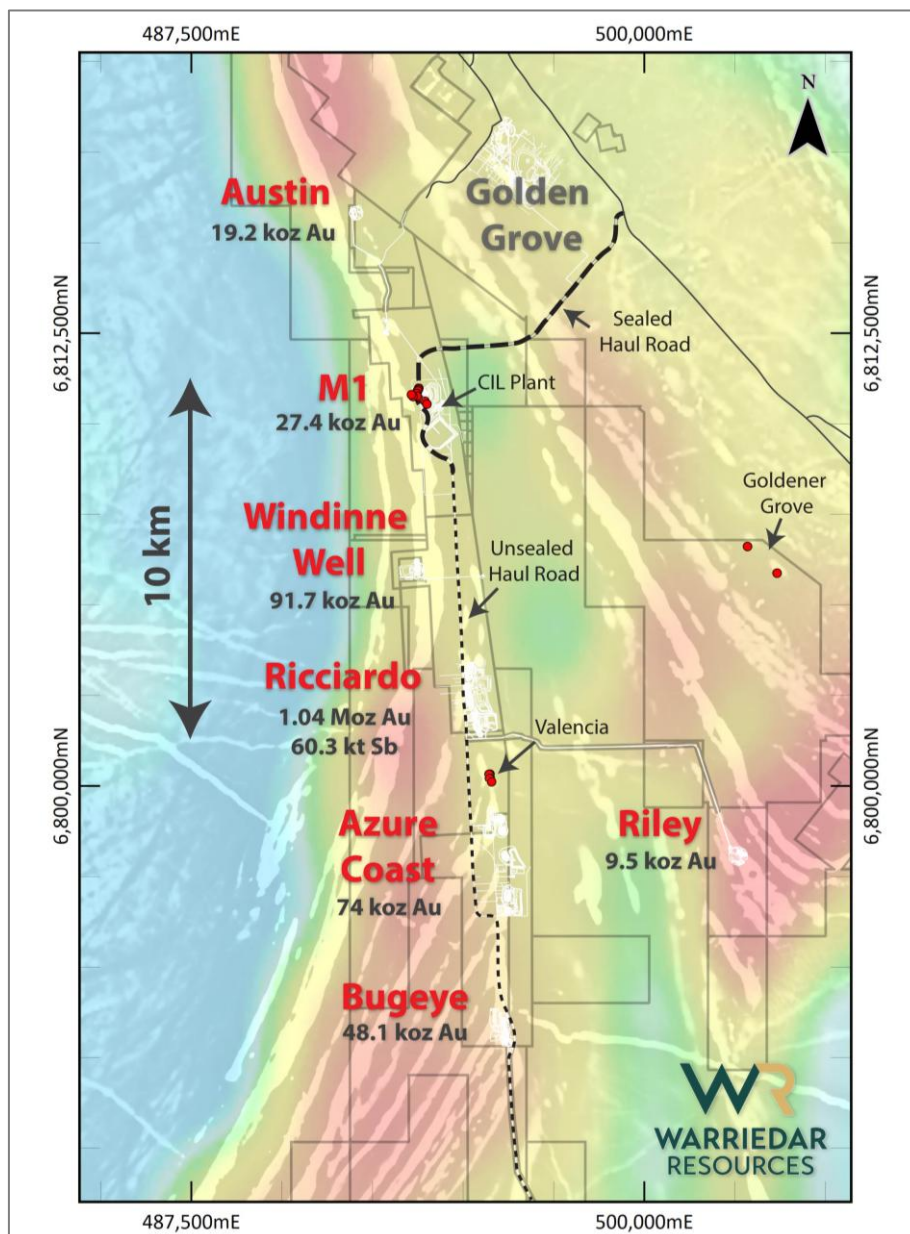 487,500mE
500,000mE
N
Austin
19.2 koz Au
Golden
Grove
Sealed
Haul Road
6,812,500mN
6,812,500mN
M1
27.4 koz Au
CIL Plant
10 km
Windinne
Well
91.7 koz Au
Unsealed
Haul Road
Goldener
Grove
Ricciardo
1.04 Moz Au
60.3 kt Sb
Valencia
6,800,000mN
6,800,000mN
Azure
Coast
74 koz Au
Riley
9.5 koz Au
Bugeye
48.1 koz Au
WR
WARRIEDAR
RESOURCES
487,500mE
500,000mE